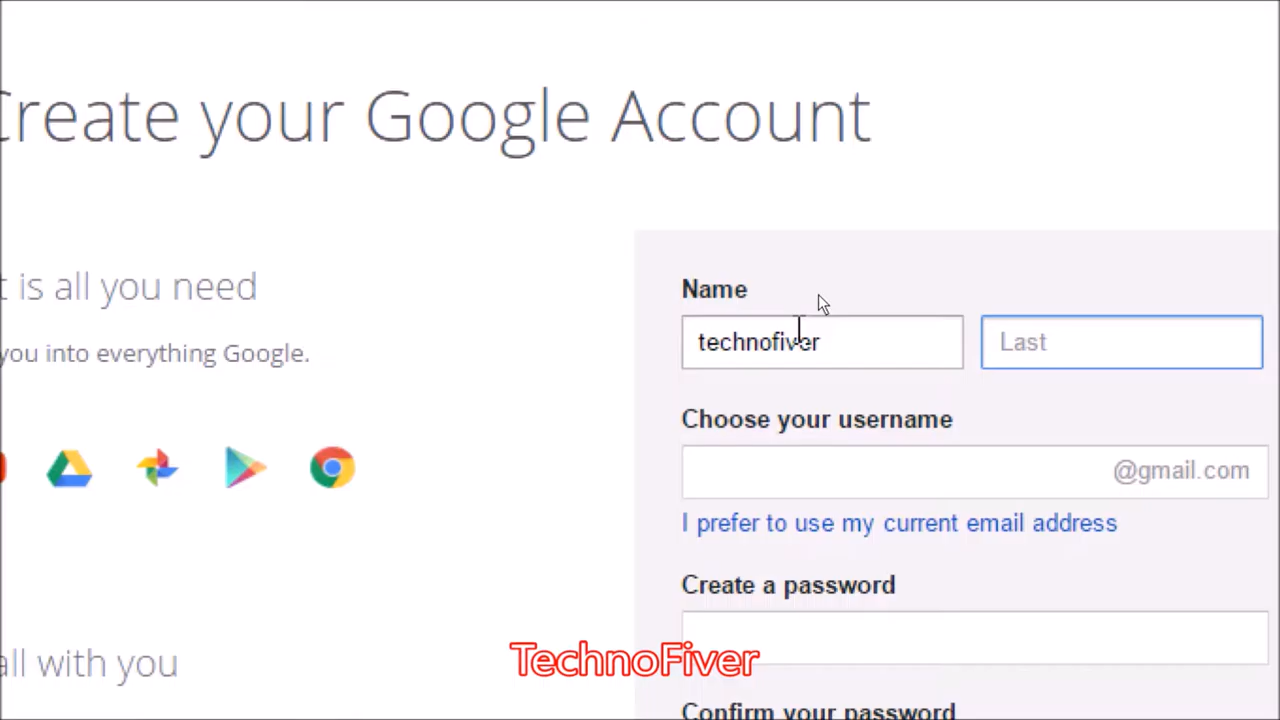 Create your Google Account
t is all you need
you into everything Google.
all with you
Name
technofiver
Last
Choose your username
@gmail.com
I prefer to use my current email address
Create a password
Confirm your password
TechnoFiver